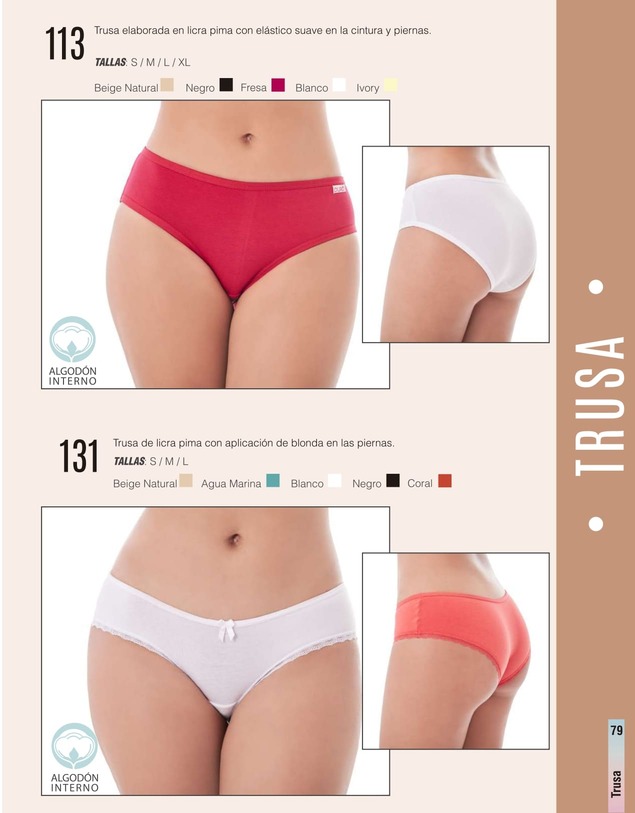 113
Trusa elaborada en licra pima con elástico suave en la cintura y piernas.
TALLAS: S / M / L / XL
Beige Natural Negro Fresa Blanco Ivory
ALGODÓN
INTERNO
131
Trusa de licra pima con aplicación de blonda en las piernas.
TALLAS: S / M / L
Beige Natural Agua Marina Blanco Negro Coral
ALGODÓN
INTERNO
• TRUSA •
79
Trusa